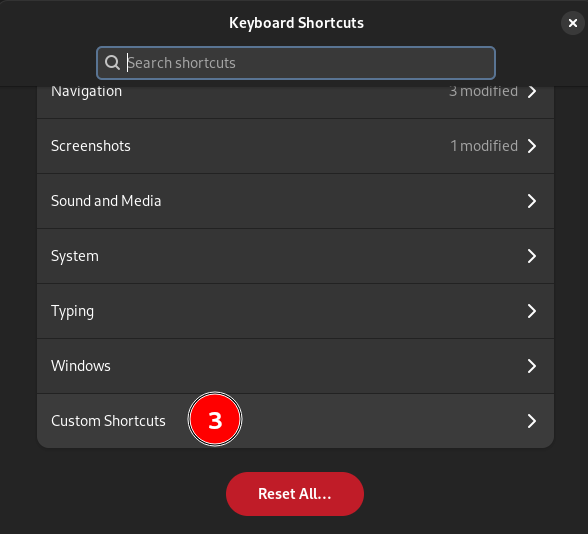 Keyboard Shortcuts
Search shortcuts
Navigation 3 modified
Screenshots 1 modified
Sound and Media
System
Typing
Windows
Custom Shortcuts 3
Reset All...